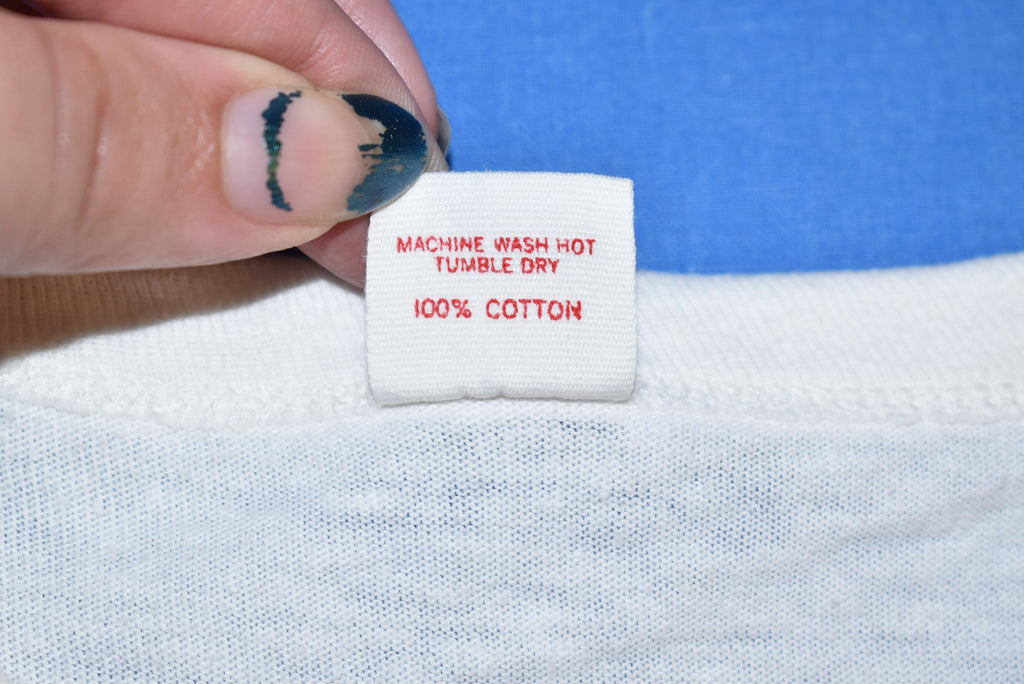 MACHINE WASH HOT
TUMBLE DRY
100% COTTON